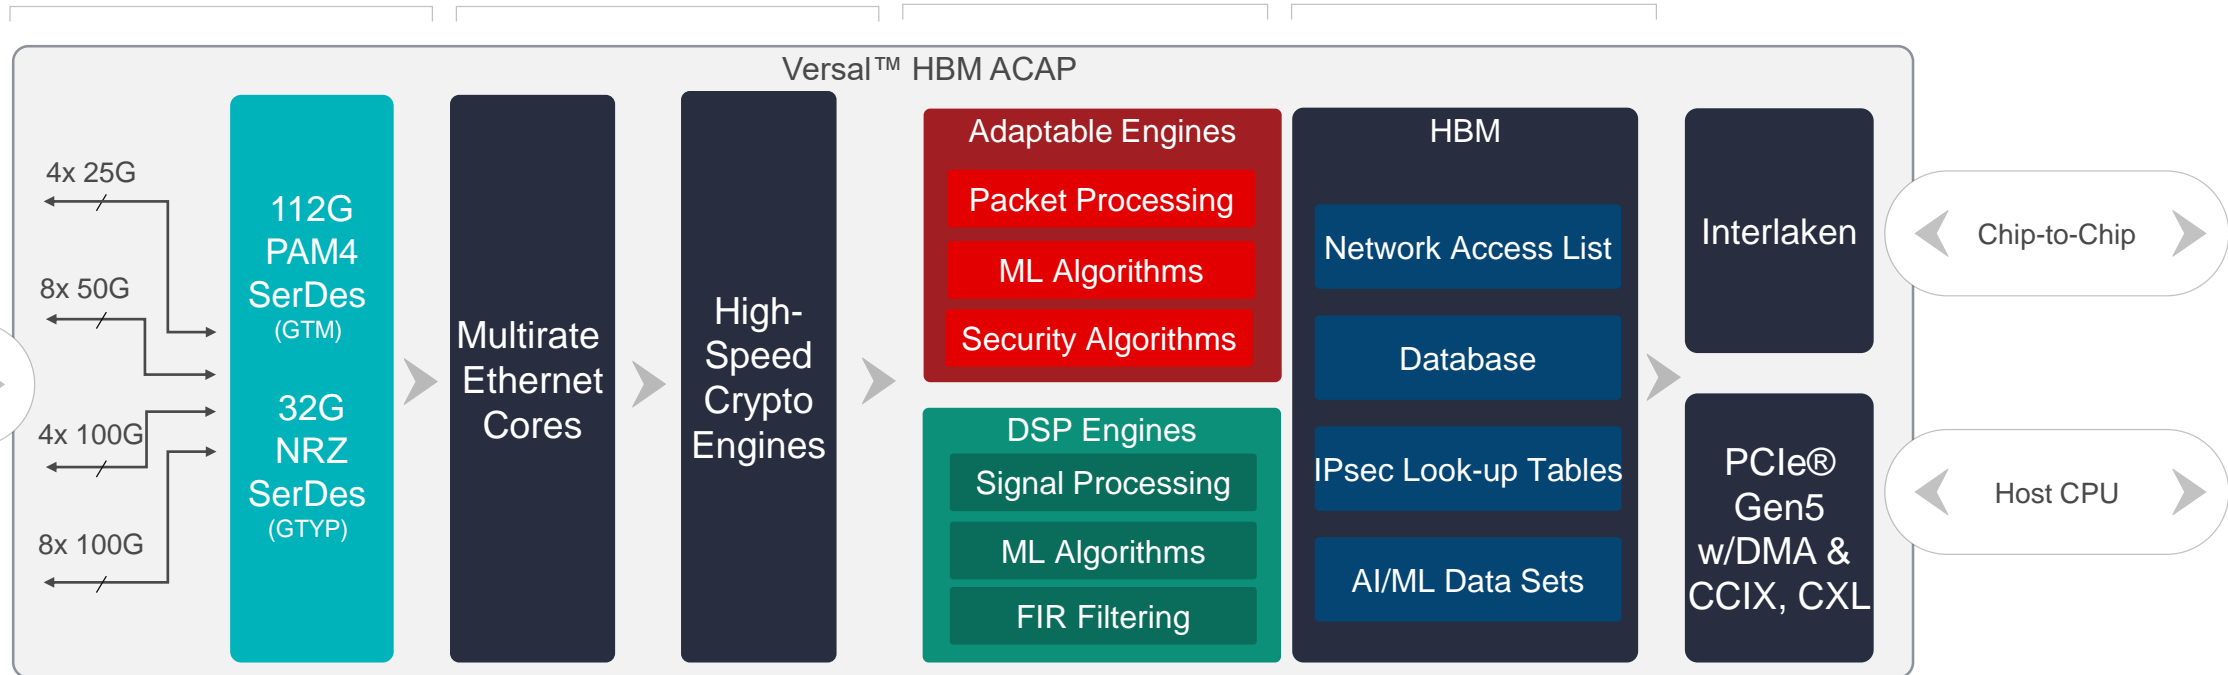 Versal™ HBM ACAP
4x 25G
8x 50G
4x 100G
8x 100G
112G
PAM4
SerDes
(GTM)
32G
NRZ
SerDes
(GTYP)
Multirate
Ethernet
Cores
High-
Speed
Crypto
Engines
Adaptable Engines
Packet Processing
ML Algorithms
Security Algorithms
DSP Engines
Signal Processing
ML Algorithms
FIR Filtering
HBM
Network Access List
Database
IPsec Look-up Tables
AI/ML Data Sets
Interlaken
PCIe®
Gen5
w/DMA &
CCIX, CXL
Chip-to-Chip
Host CPU